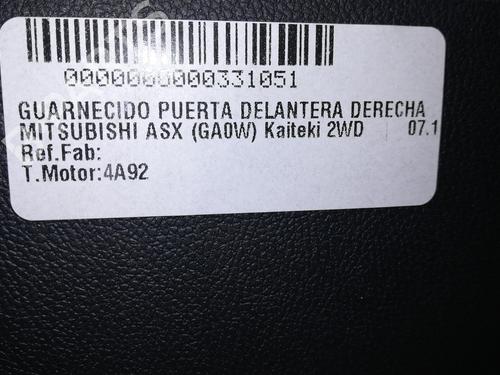 0000000000331051
GUARNECIDO PUERTA DELANTERA DERECHA
MITSUBISHI ASX (GA0W) Kaiteki 2WD 07.1
Ref.Fab:
T.Motor:4A92